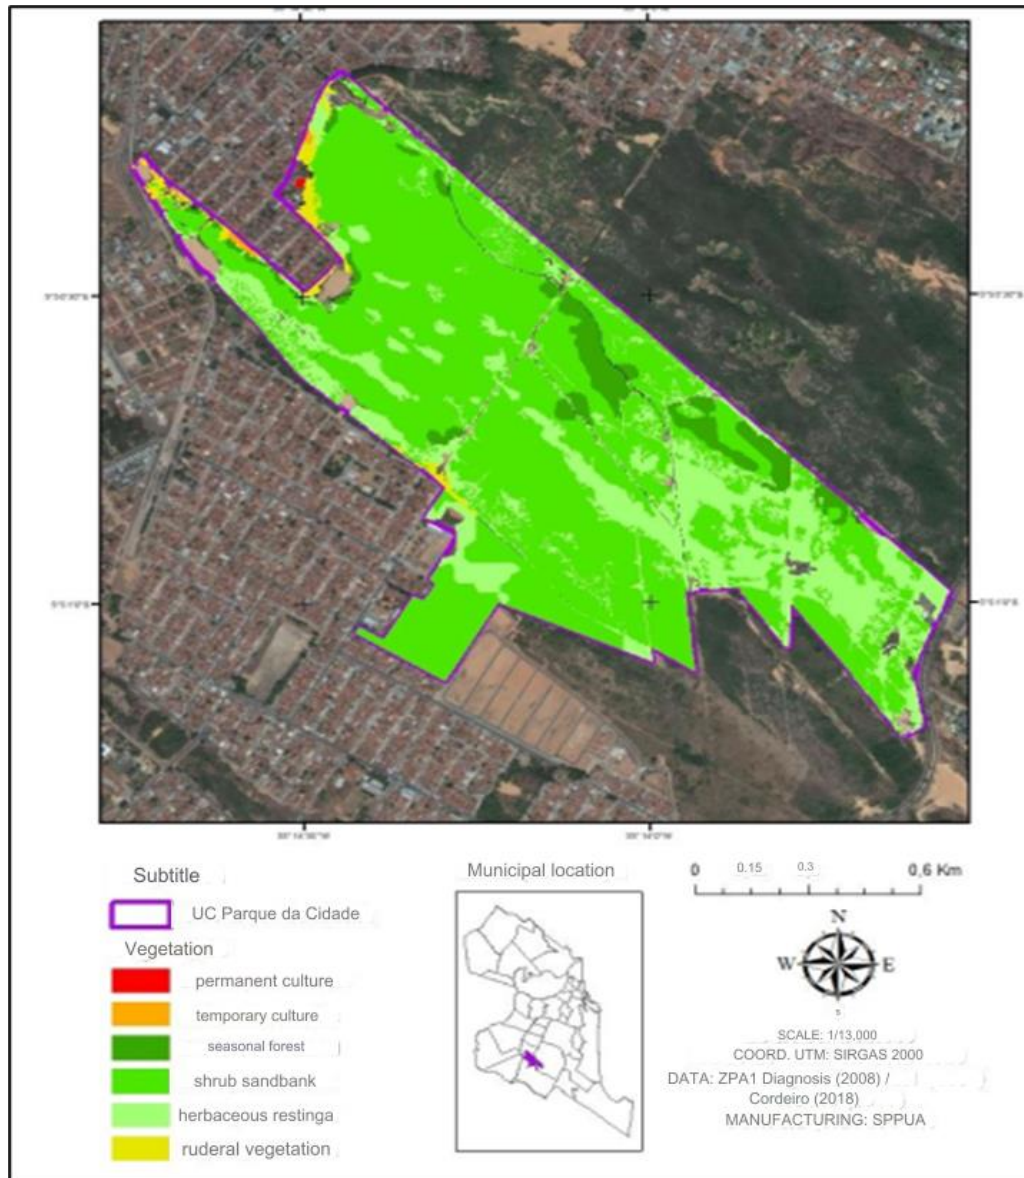 Subtitle
UC Parque da Cidade
Vegetation
permanent culture
temporary culture
seasonal forest
shrub sandbank
herbaceous restinga
ruderal vegetation
Municipal location
0 0.15 0.3 0,6 Km
N
W E
S
SCALE: 1/13,000
COORD. UTM: SIRGAS 2000
DATA: ZPA1 Diagnosis (2008) /
Cordeiro (2018)
MANUFACTURING: SPPUA